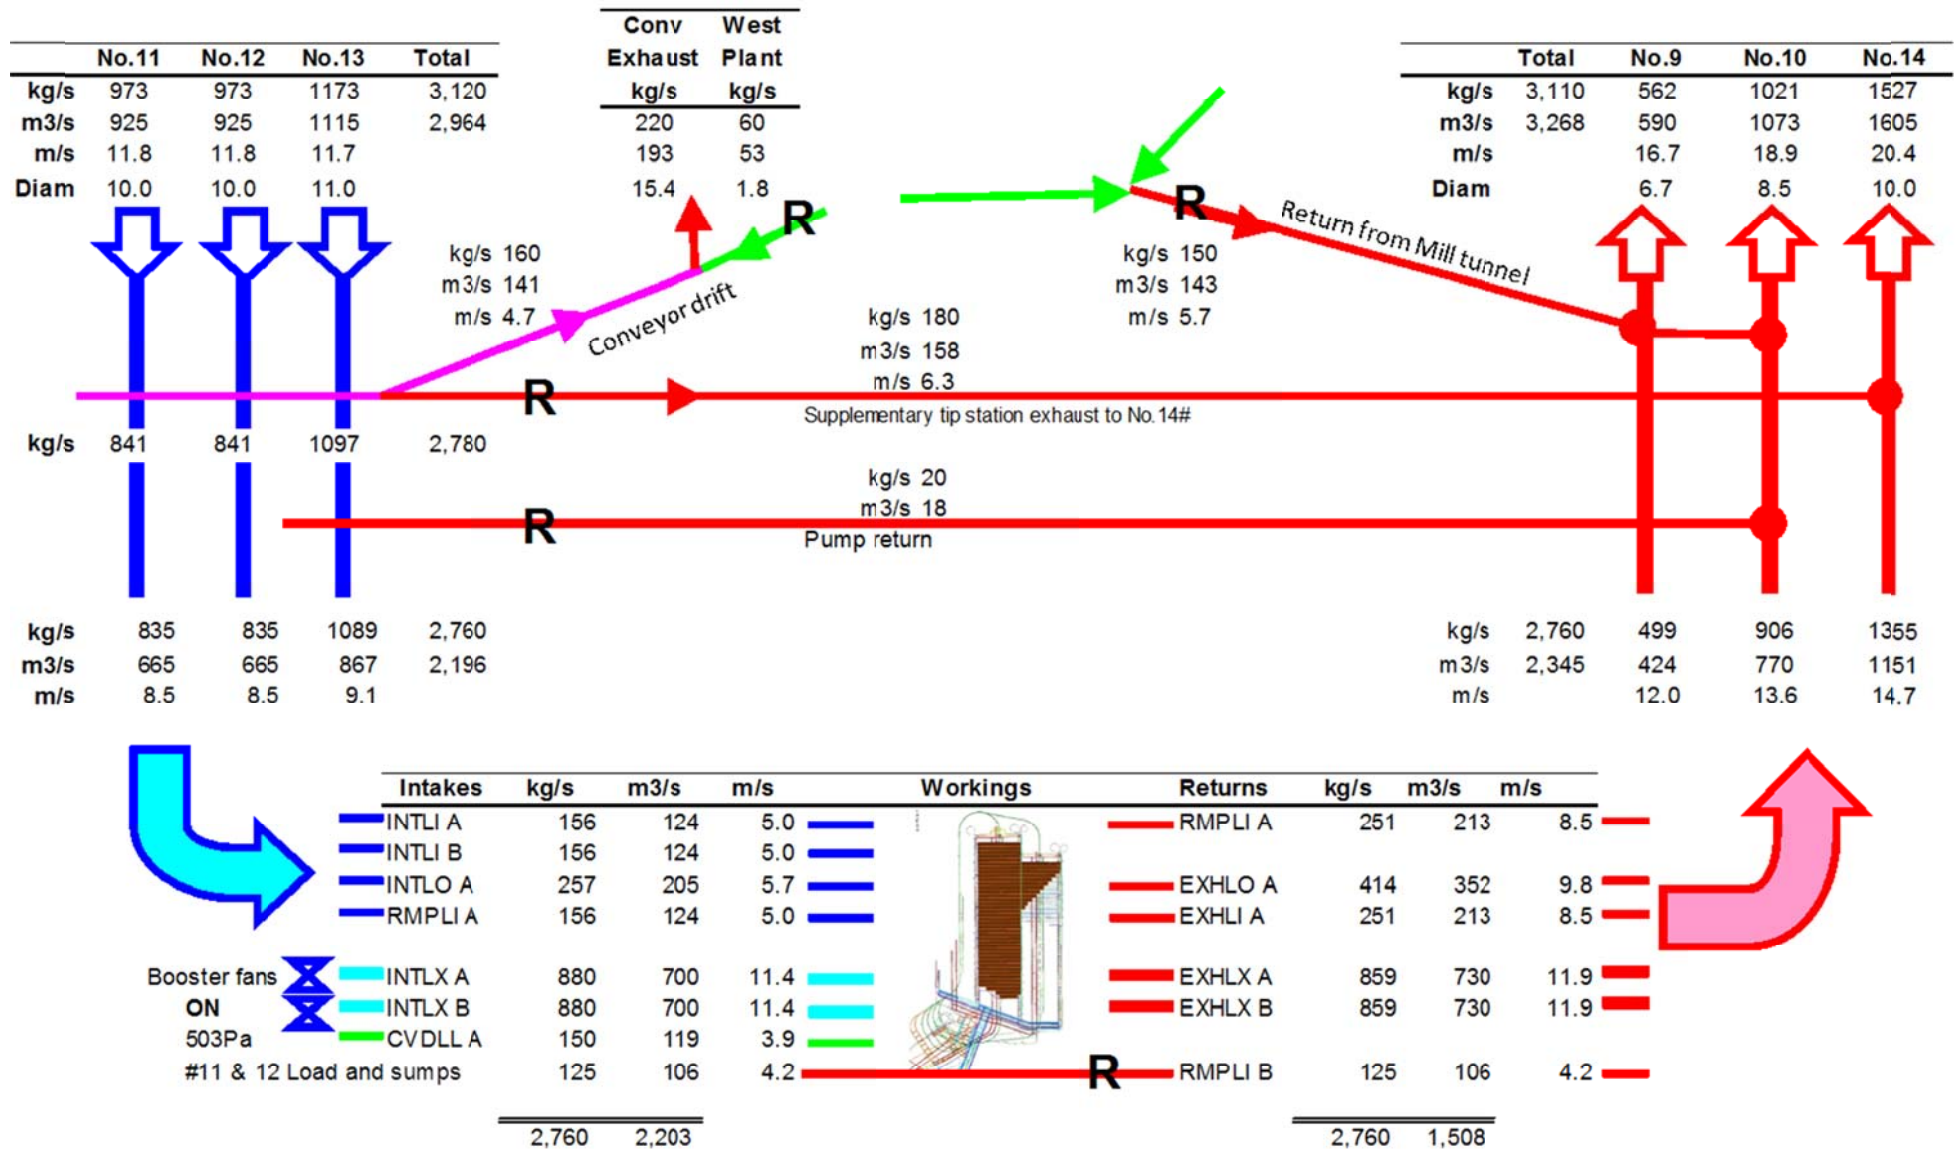 No.11 No.12 No.13 Total
kg/s 973 973 1173 3,120
m3/s 925 925 1115 2,964
m/s 11.8 11.8 11.7
Diam 10.0 10.0 11.0
Conv West
Exhaust Plant
kg/s kg/s
220 60
193 53
15.4 1.8
Total No.9 No.10 No.14
kg/s 3,110 562 1021 1527
m3/s 3,268 590 1073 1605
m/s 16.7 18.9 20.4
Diam 6.7 8.5 10.0
R
R
Return from Mill tunnel
kg/s 160
m3/s 141
m/s 4.7
Conveyor drift
kg/s 150
m3/s 143
m/s 5.7
kg/s 180
m3/s 158
m/s 6.3
R
Supplementary tip station exhaust to No.14#
kg/s 841 841 1097 2,780
kg/s 20
m3/s 18
R
Pump return
kg/s 835 835 1089 2,760
m3/s 665 665 867 2,196
m/s 8.5 8.5 9.1
kg/s 2,760 499 906 1355
m3/s 2,345 424 770 1151
m/s 12.0 13.6 14.7
Intakes kg/s m3/s m/s Workings Returns kg/s m3/s m/s
INTLI A 156 124 5.0 RMPLI A 251 213 8.5
INTLI B 156 124 5.0
INTLO A 257 205 5.7 EXHLO A 414 352 9.8
RMPLI A 156 124 5.0 EXHLI A 251 213 8.5
Booster fans INTLX A 880 700 11.4 EXHLX A 859 730 11.9
ON INTLX B 880 700 11.4 EXHLX B 859 730 11.9
503Pa CVDLL A 150 119 3.9
#11 & 12 Load and sumps 125 106 4.2 R RMPLI B 125 106 4.2
2,760 2,203 2,760 1,508